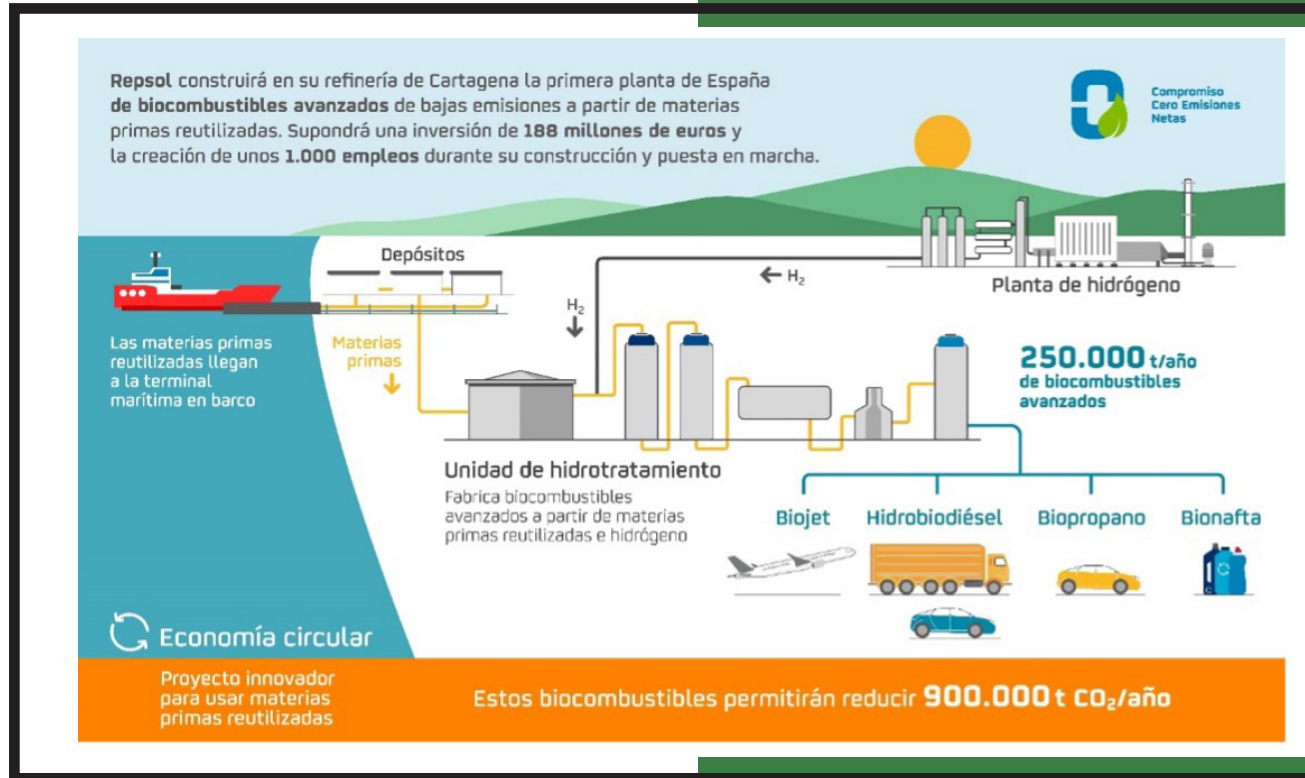 Repsol construirá en su refinería de Cartagena la primera planta de España
de biocombustibles avanzados de bajas emisiones a partir de materias
primas reutilizadas. Supondrá una inversión de 188 millones de euros y
la creación de unos 1.000 empleos durante su construcción y puesta en marcha.
Compromiso
Cero Emisiones
Netas
Depósitos
H₂
Planta de hidrógeno
H₂
Las materias primas
reutilizadas llegan
a la terminal
marítima en barco
Materias
primas
250.000 t/año
de biocombustibles
avanzados
Unidad de hidrotratamiento
Fabrica biocombustibles
avanzados a partir de materias
primas reutilizadas e hidrógeno
Biojet
Hidrobiodiésel
Biopropano
Bionafta
Economía circular
Proyecto innovador
para usar materias
primas reutilizadas
Estos biocombustibles permitirán reducir 900.000 t CO₂/año